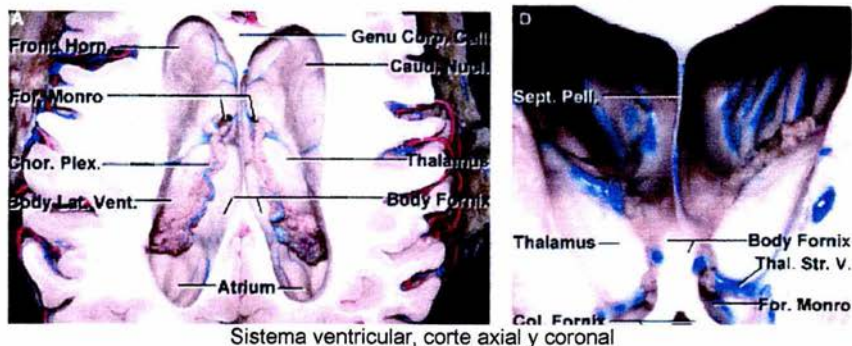 A
Front. Horn
Genu Corp. Call.
Caud. Nucl.
For. Monro
Chor. Plex.
Thalamus
Body Lat. Vent.
Body Fornix
Atrium
D
Sept. Pell.
Thalamus
Body Fornix
Thal. Str. V.
For. Monro
Col. Fornix
Sistema ventricular, corte axial y coronal